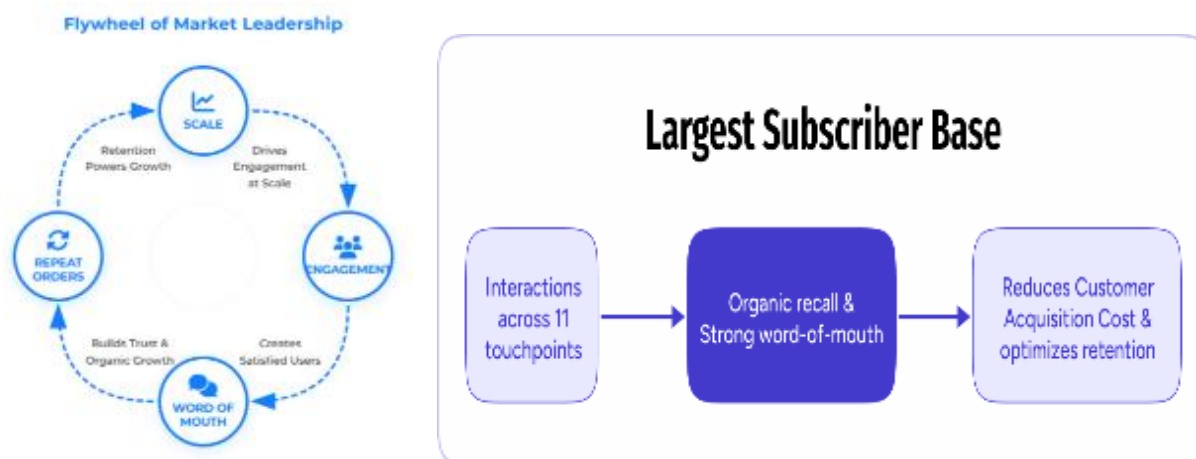 Flywheel of Market Leadership
SCALE
Retention
Powers Growth
Drives
Engagement
at Scale
REPEAT
ORDERS
ENGAGEMENT
Builds Trust &
Organic Growth
Creates
Satisfied Users
WORD OF
MOUTH
Largest Subscriber Base
Interactions
across 11
touchpoints
Organic recall &
Strong word-of-mouth
Reduces Customer
Acquisition Cost &
optimizes retention